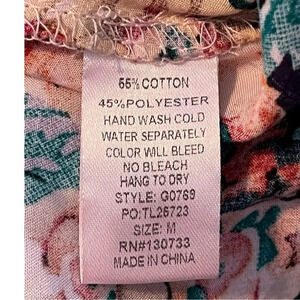 55% COTTON
45% POLYESTER
HAND WASH COLD
WATER SEPARATELY
COLOR WILL BLEED
NO BLEACH
HANG TO DRY
STYLE: G0769
PO:TL25723
SIZE: M
RN#130733
MADE IN CHINA